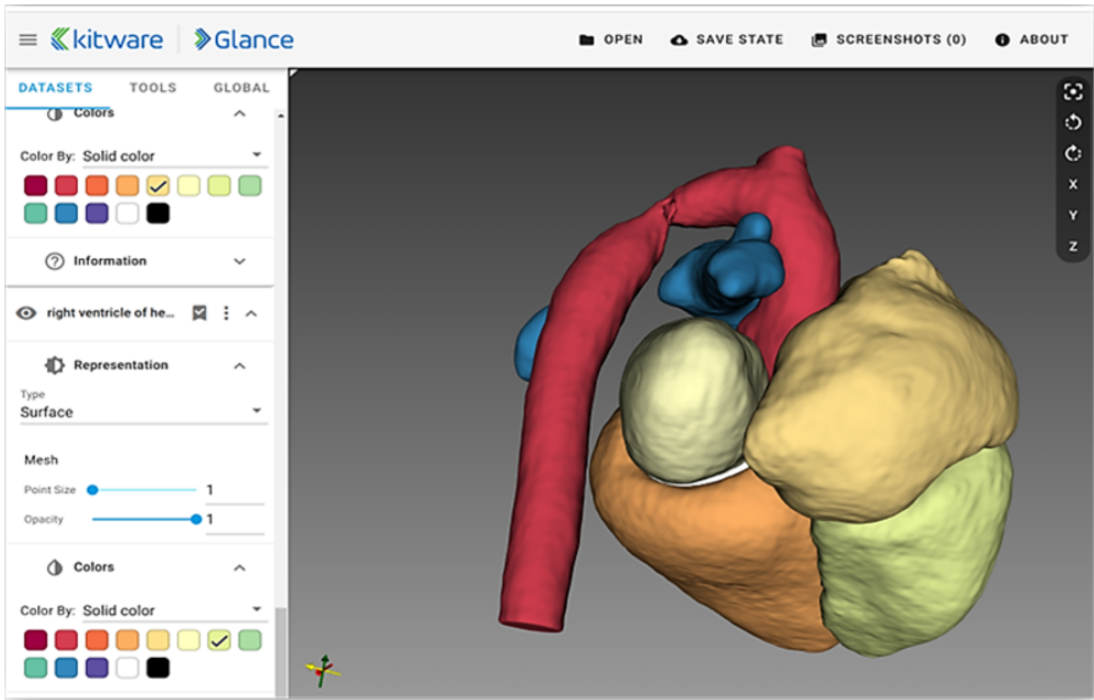 kitware Glance OPEN SAVE STATE SCREENSHOTS (0) ABOUT
DATASETS TOOLS GLOBAL
Colors
Color By: Solid color
Information
right ventricle of he...
Representation
Type
Surface
Mesh
Point Size 1
Opacity 1
Colors
Color By: Solid color
X
Y
Z